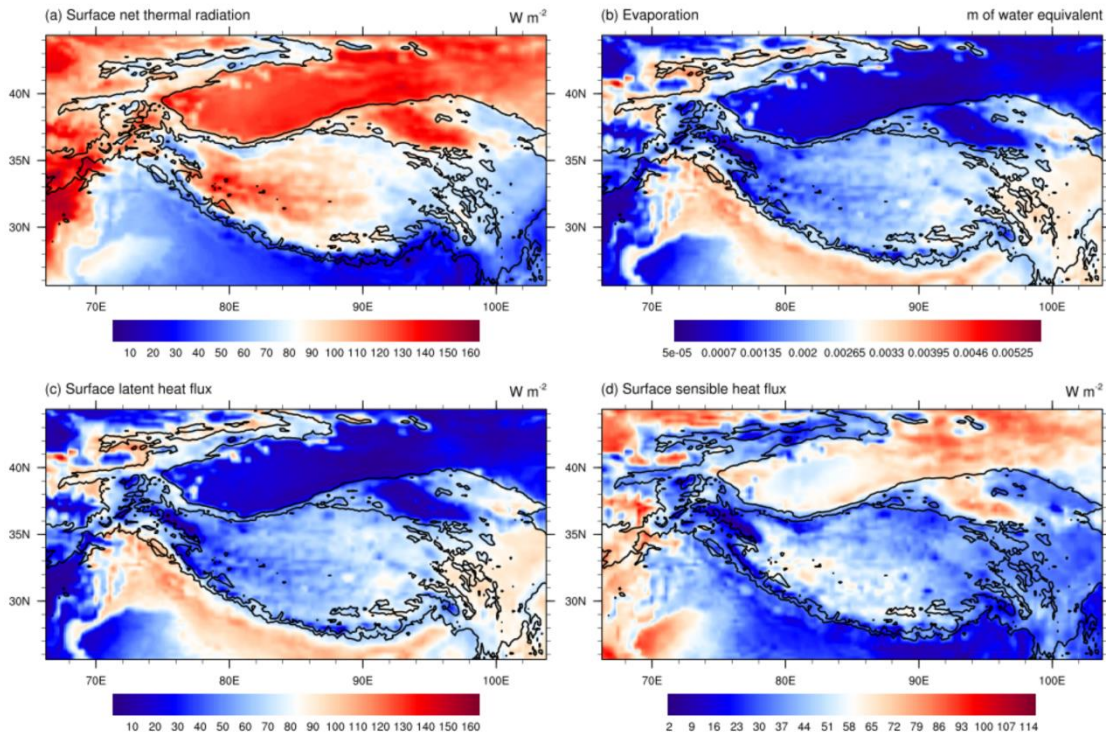 (a) Surface net thermal radiation W m-2
(b) Evaporation m of water equivalent
40N
35N
30N
70E 80E 90E 100E
10 20 30 40 50 60 70 80 90 100 110 120 130 140 150 160
40N
35N
30N
70E 80E 90E 100E
5e-05 0.0007 0.00135 0.002 0.00265 0.0033 0.00395 0.0046 0.00525
(c) Surface latent heat flux W m-2
(d) Surface sensible heat flux W m-2
40N
35N
30N
70E 80E 90E 100E
10 20 30 40 50 60 70 80 90 100 110 120 130 140 150 160
40N
35N
30N
70E 80E 90E 100E
2 9 16 23 30 37 44 51 58 65 72 79 86 93 100 107 114